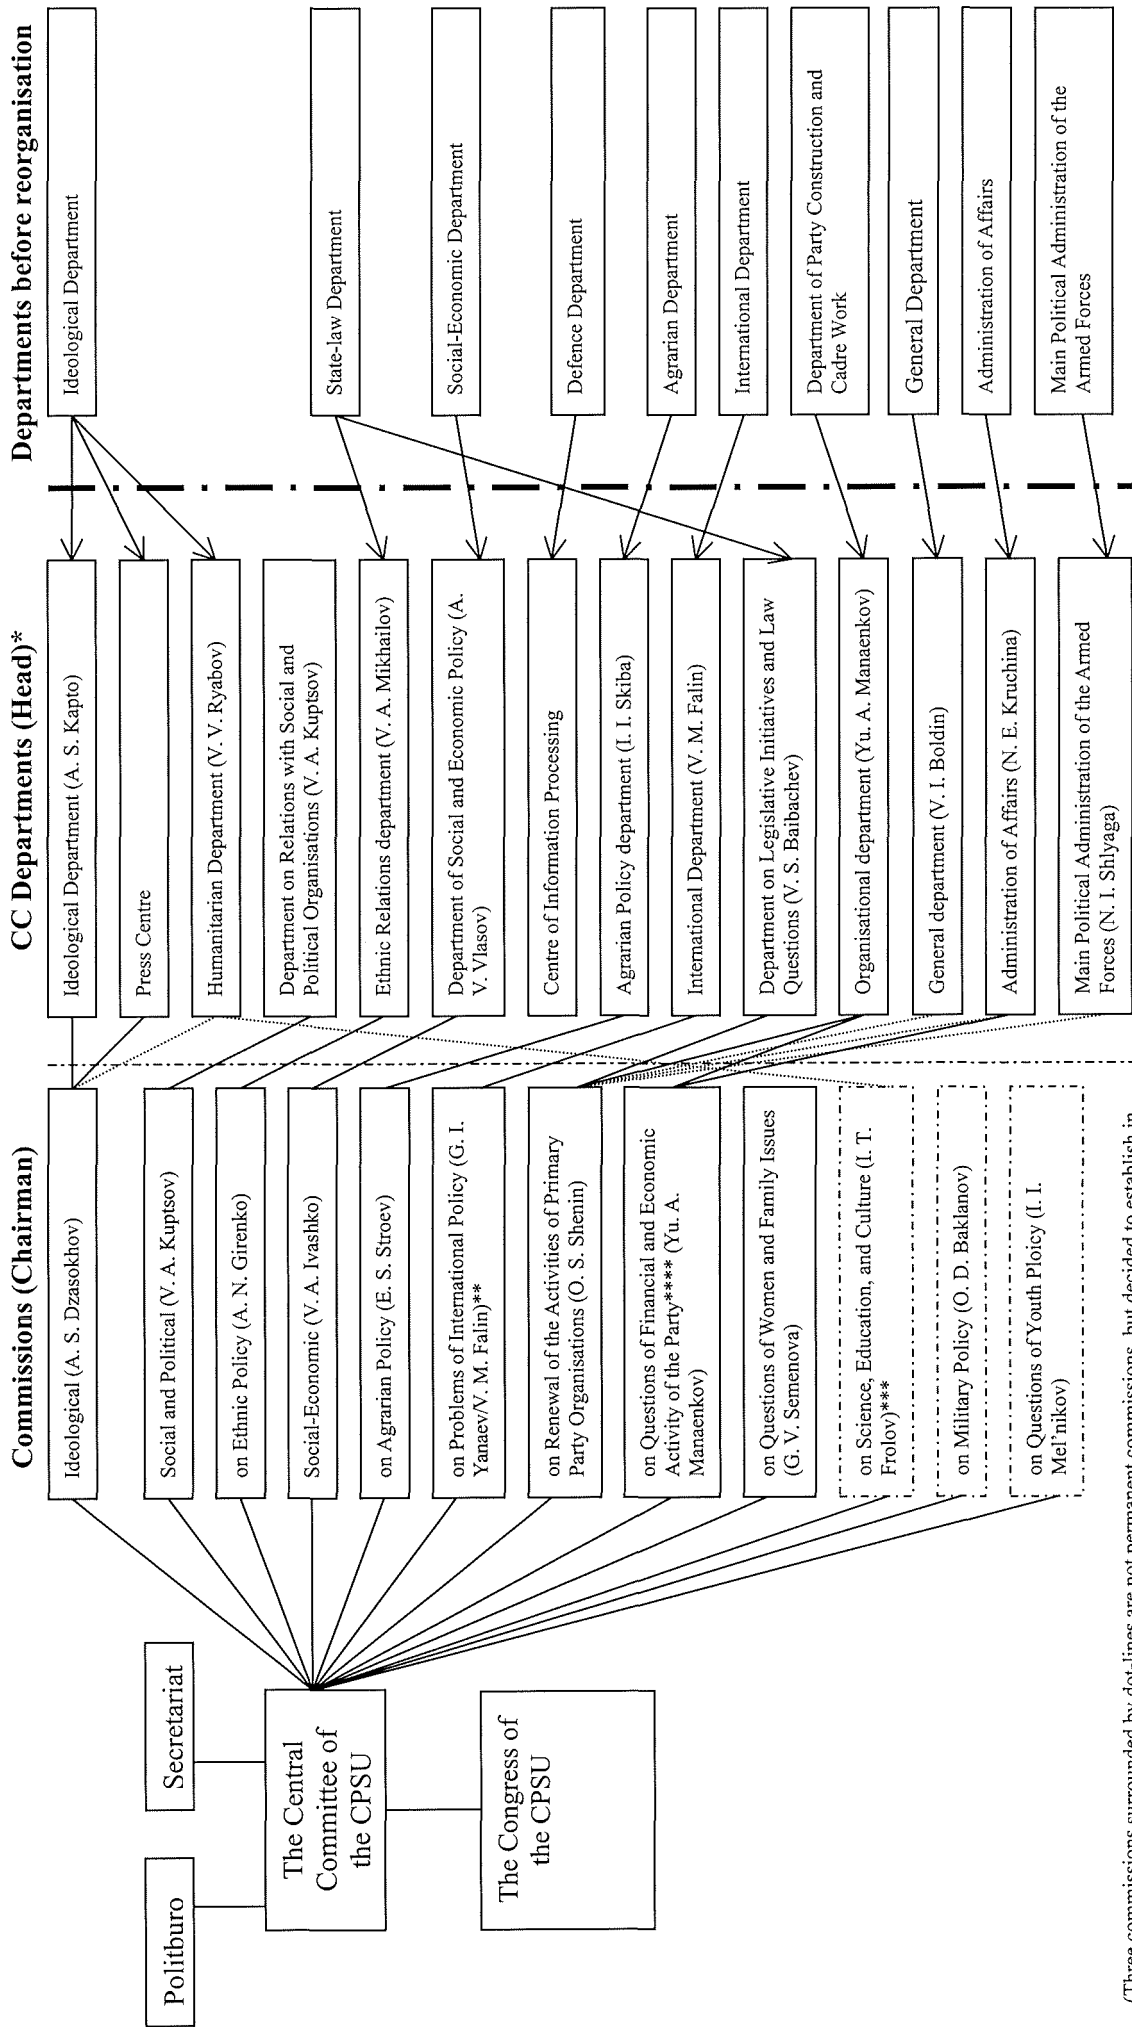 Politburo
Secretariat
The Central
Committee of
the CPSU
The Congress of
the CPSU
Commissions (Chairman)
Ideological (A. S. Dzasokhov)
Social and Political (V. A. Kuptsov)
on Ethnic Policy (A. N. Girenko)
Social-Economic (V. A. Ivashko)
on Agrarian Policy (E. S. Stroev)
on Problems of International Policy (G. I.
Yanaev/V. M. Falin)**
on Renewal of the Activities of Primary
Party Organisations (O. S. Shenin)
on Questions of Financial and Economic
Activity of the Party**** (Yu. A.
Manaenkov)
on Questions of Women and Family Issues
(G. V. Semenova)
on Science, Education, and Culture (I. T.
Frolov)***
on Military Policy (O. D. Baklanov)
on Questions of Youth Ploicy (I. I.
Mel'nikov)
CC Departments (Head)*
Ideological Department (A. S. Kapto)
Press Centre
Humanitarian Department (V. V. Ryabov)
Department on Relations with Social and
Political Organisations (V. A. Kuptsov)
Ethnic Relations department (V. A. Mikhailov)
Department of Social and Economic Policy (A.
V. Vlasov)
Centre of Information Processing
Agrarian Policy department (I. I. Skiba)
International Department (V. M. Falin)
Department on Legislative Initiatives and Law
Questions (V. S. Baibachev)
Organisational department (Yu. A. Manaenkov)
General department (V. I. Boldin)
Administration of Affairs (N. E. Kruchina)
Main Political Administration of the Armed
Forces (N. I. Shlyaga)
Departments before reorganisation
Ideological Department
State-law Department
Social-Economic Department
Defence Department
Agrarian Department
International Department
Department of Party Construction and
Cadre Work
General Department
Administration of Affairs
Main Political Administration of the
Armed Forces
(Three commissions surrounded by dot-lines are not permanent commissions, but decided to establish in